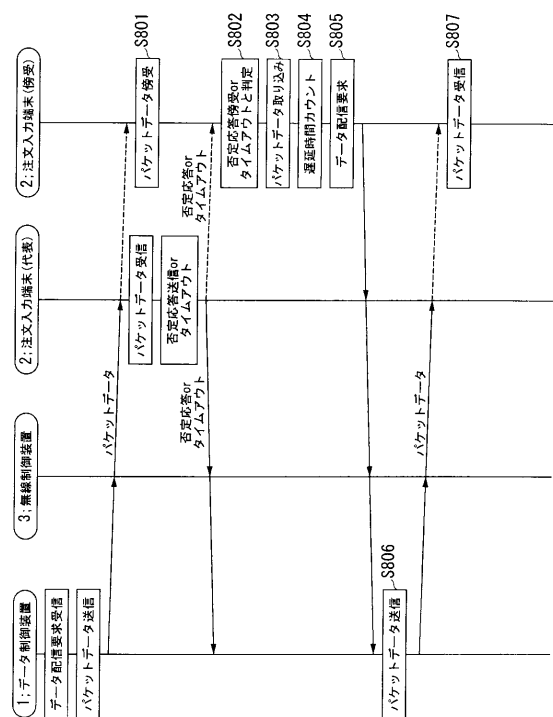 1;データ制御装置
3;無線制御装置
2;注文入力端末(代表)
2;注文入力端末(傍受)
データ配信要求受信
パケットデータ送信
パケットデータ
パケットデータ受信
パケットデータ傍受
S801
否定応答送信or
タイムアウト
否定応答or
タイムアウト
否定応答or
タイムアウト
否定応答傍受or
タイムアウトと判定
S802
パケットデータ取り込み
S803
遅延時間カウント
S804
データ配信要求
S805
パケットデータ送信
S806
パケットデータ
パケットデータ受信
S807